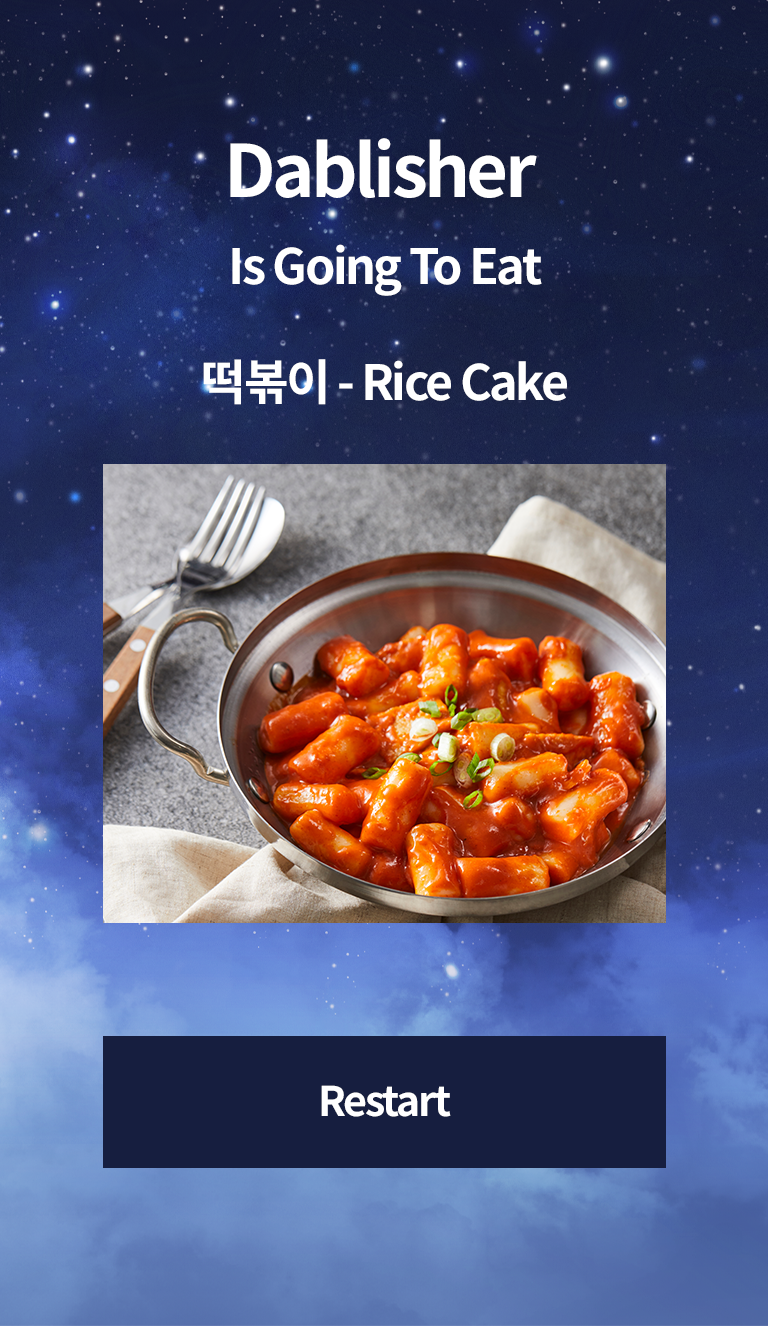 Dablisher
Is Going To Eat
떡볶이 - Rice Cake
Restart